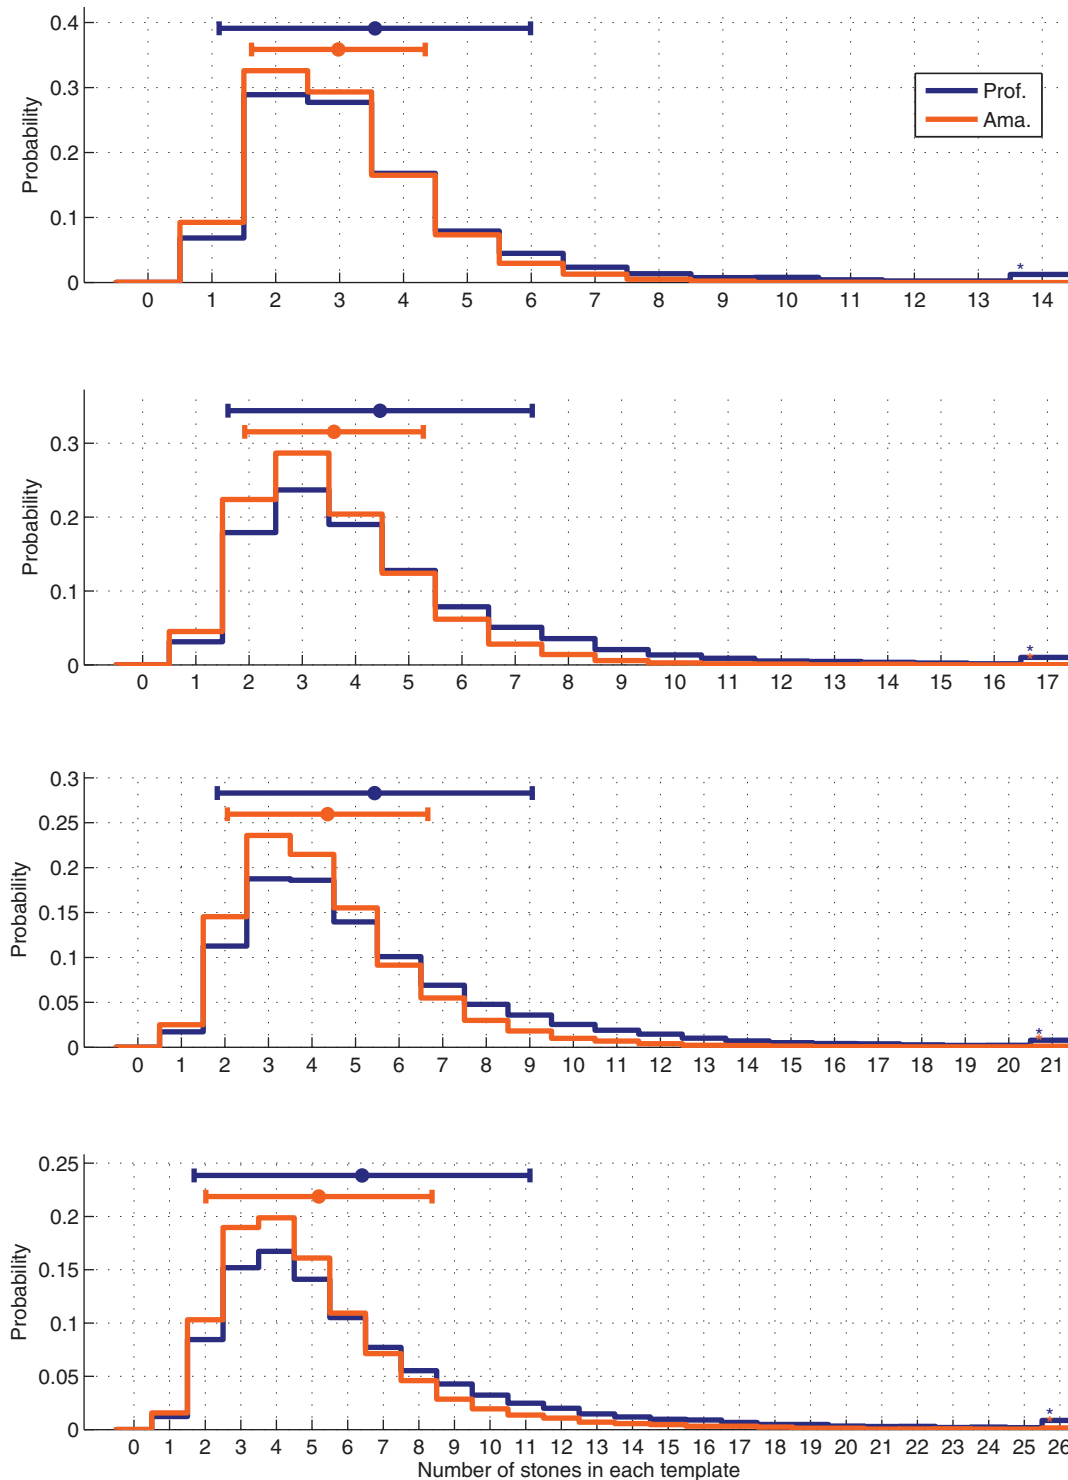 0.4
0.3
0.2
0.1
0
Probability
Prof.
Ama.
*
0 1 2 3 4 5 6 7 8 9 10 11 12 13 14
0.3
0.2
0.1
0
Probability
*
*
0 1 2 3 4 5 6 7 8 9 10 11 12 13 14 15 16 17
0.3
0.25
0.2
0.15
0.1
0.05
0
Probability
*
*
0 1 2 3 4 5 6 7 8 9 10 11 12 13 14 15 16 17 18 19 20 21
0.25
0.2
0.15
0.1
0.05
0
Probability
*
*
0 1 2 3 4 5 6 7 8 9 10 11 12 13 14 15 16 17 18 19 20 21 22 23 24 25 26
Number of stones in each template